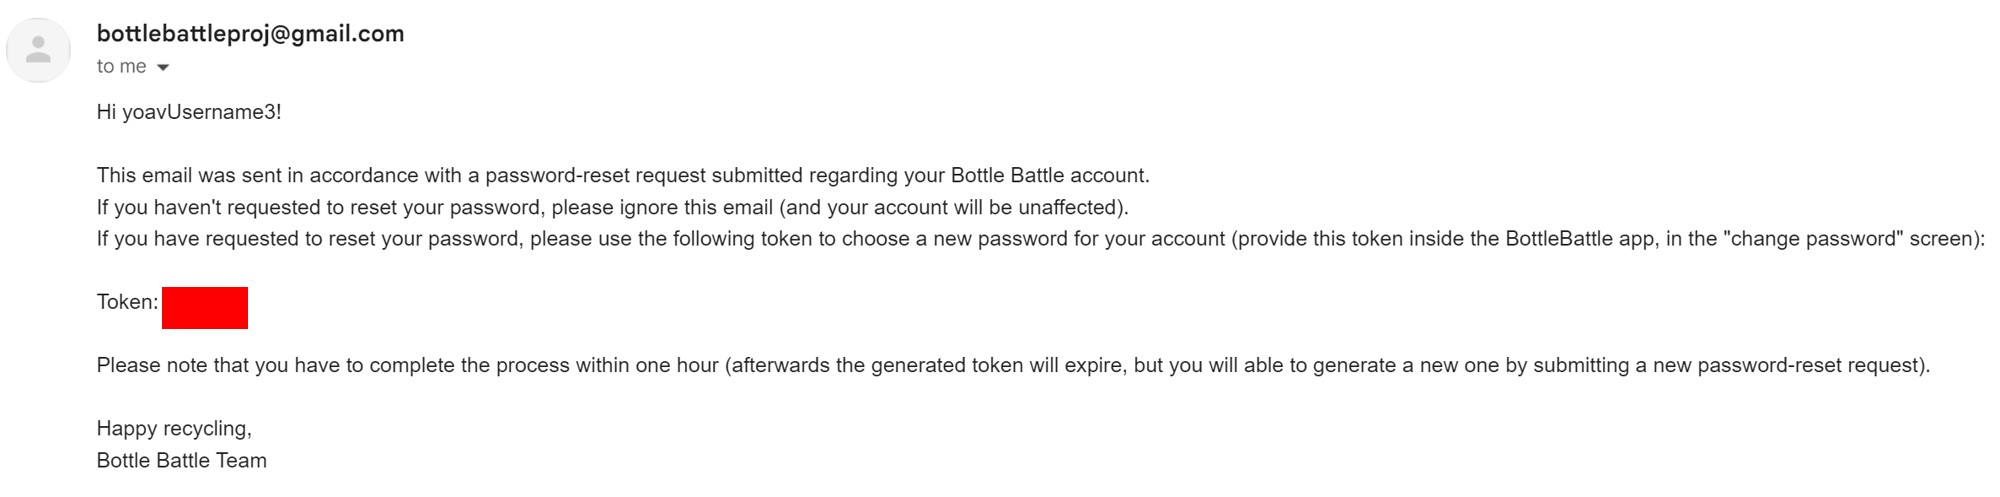 bottlebattleproj@gmail.com
to me
Hi yoavUsername3!
This email was sent in accordance with a password-reset request submitted regarding your Bottle Battle account.
If you haven't requested to reset your password, please ignore this email (and your account will be unaffected).
If you have requested to reset your password, please use the following token to choose a new password for your account (provide this token inside the BottleBattle app, in the "change password" screen):
Token:
Please note that you have to complete the process within one hour (afterwards the generated token will expire, but you will able to generate a new one by submitting a new password-reset request).
Happy recycling,
Bottle Battle Team